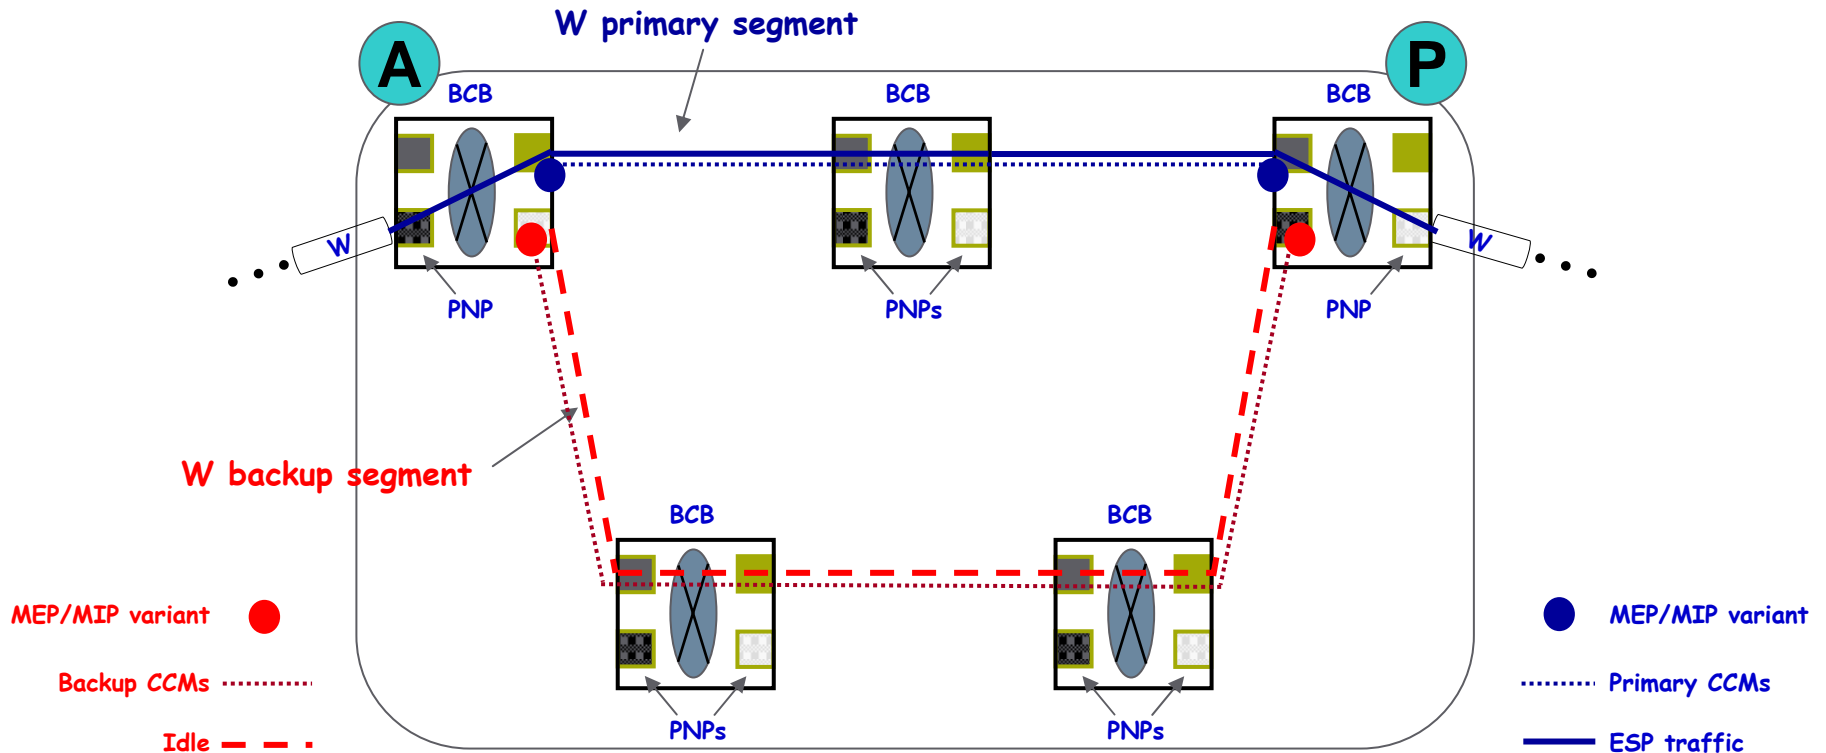 W primary segment
A
P
BCB
BCB
BCB
W
W
PNP
PNPs
PNP
W backup segment
BCB
BCB
MEP/MIP variant
MEP/MIP variant
Backup CCMs
Primary CCMs
PNPs
PNPs
Idle
ESP traffic